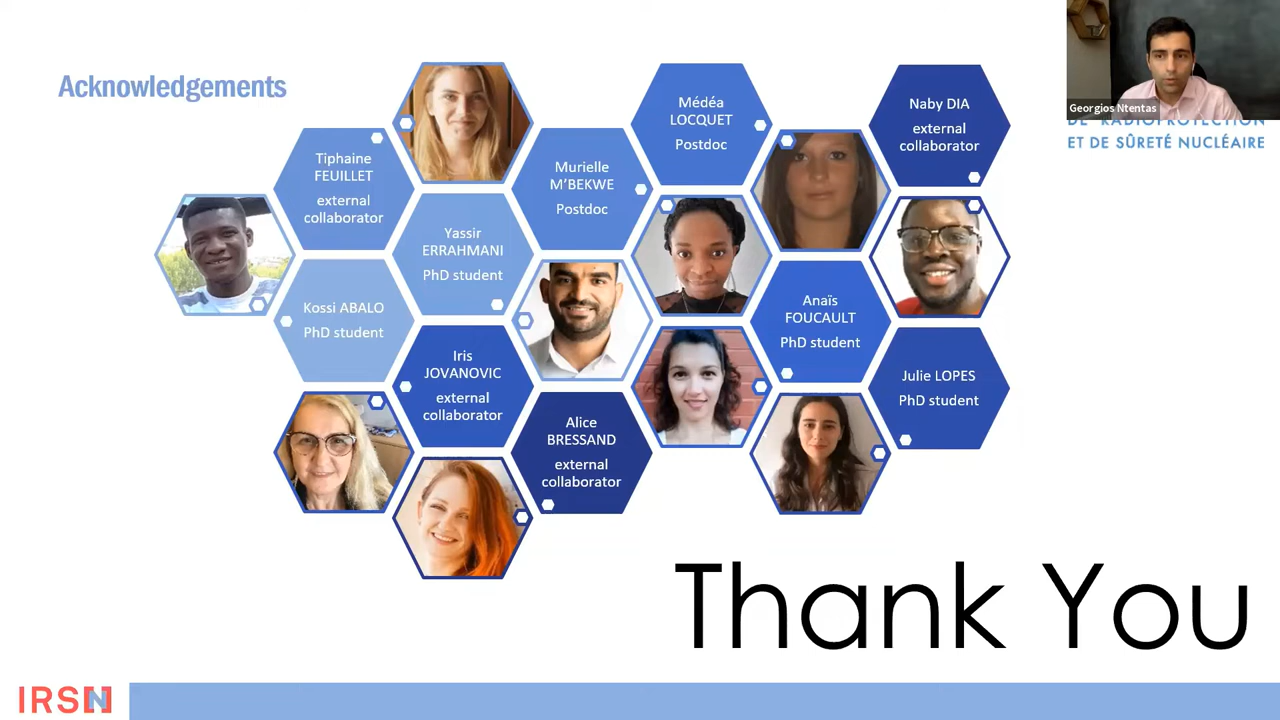 Acknowledgements
Georgios Ntentas
DE RADIOPROTECTION
ET DE SÛRETÉ NUCLÉAIRE
Tiphaine
FEUILLET
external
collaborator
Murielle
M'BEKWE
Postdoc
Médéa
LOCQUET
Postdoc
Naby DIA
external
collaborator
Yassir
ERRAHMANI
PhD student
Kossi ABALO
PhD student
Anaïs
FOUCAULT
PhD student
Iris
JOVANOVIC
external
collaborator
Julie LOPES
PhD student
Alice
BRESSAND
external
collaborator
Thank You
IRSN